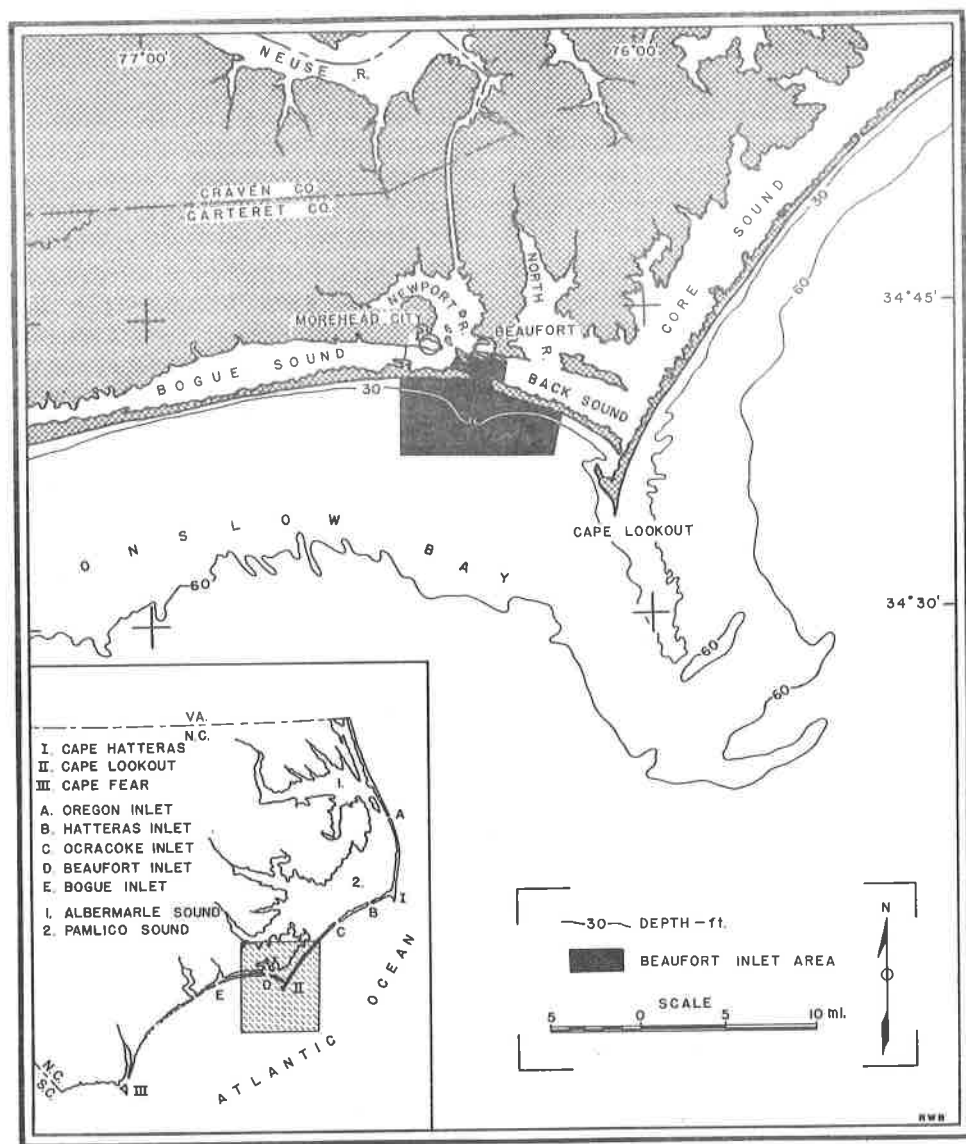 77°00'
76°00'
NEUSE R.
CRAVEN CO.
CARTERET CO.
CORE SOUND
30
60
34°45'
NORTH R.
NEWPORT R.
MOREHEAD CITY
BEAUFORT
BOGUE SOUND
BACK SOUND
30
CAPE LOOKOUT
ONSLOW BAY
60
34°30'
60
60
VA.
N.C.
I. CAPE HATTERAS
II. CAPE LOOKOUT
III CAPE FEAR
A. OREGON INLET
B. HATTERAS INLET
C OCRACOKE INLET
D BEAUFORT INLET
E. BOGUE INLET
1. ALBERMARLE SOUND
2. PAMLICO SOUND
1.
A
2.
B
I
C
D
II
E
III
N.C.
S.C.
ATLANTIC OCEAN
30 DEPTH-ft.
BEAUFORT INLET AREA
SCALE
5 0 5 10 mi.
N
RWB